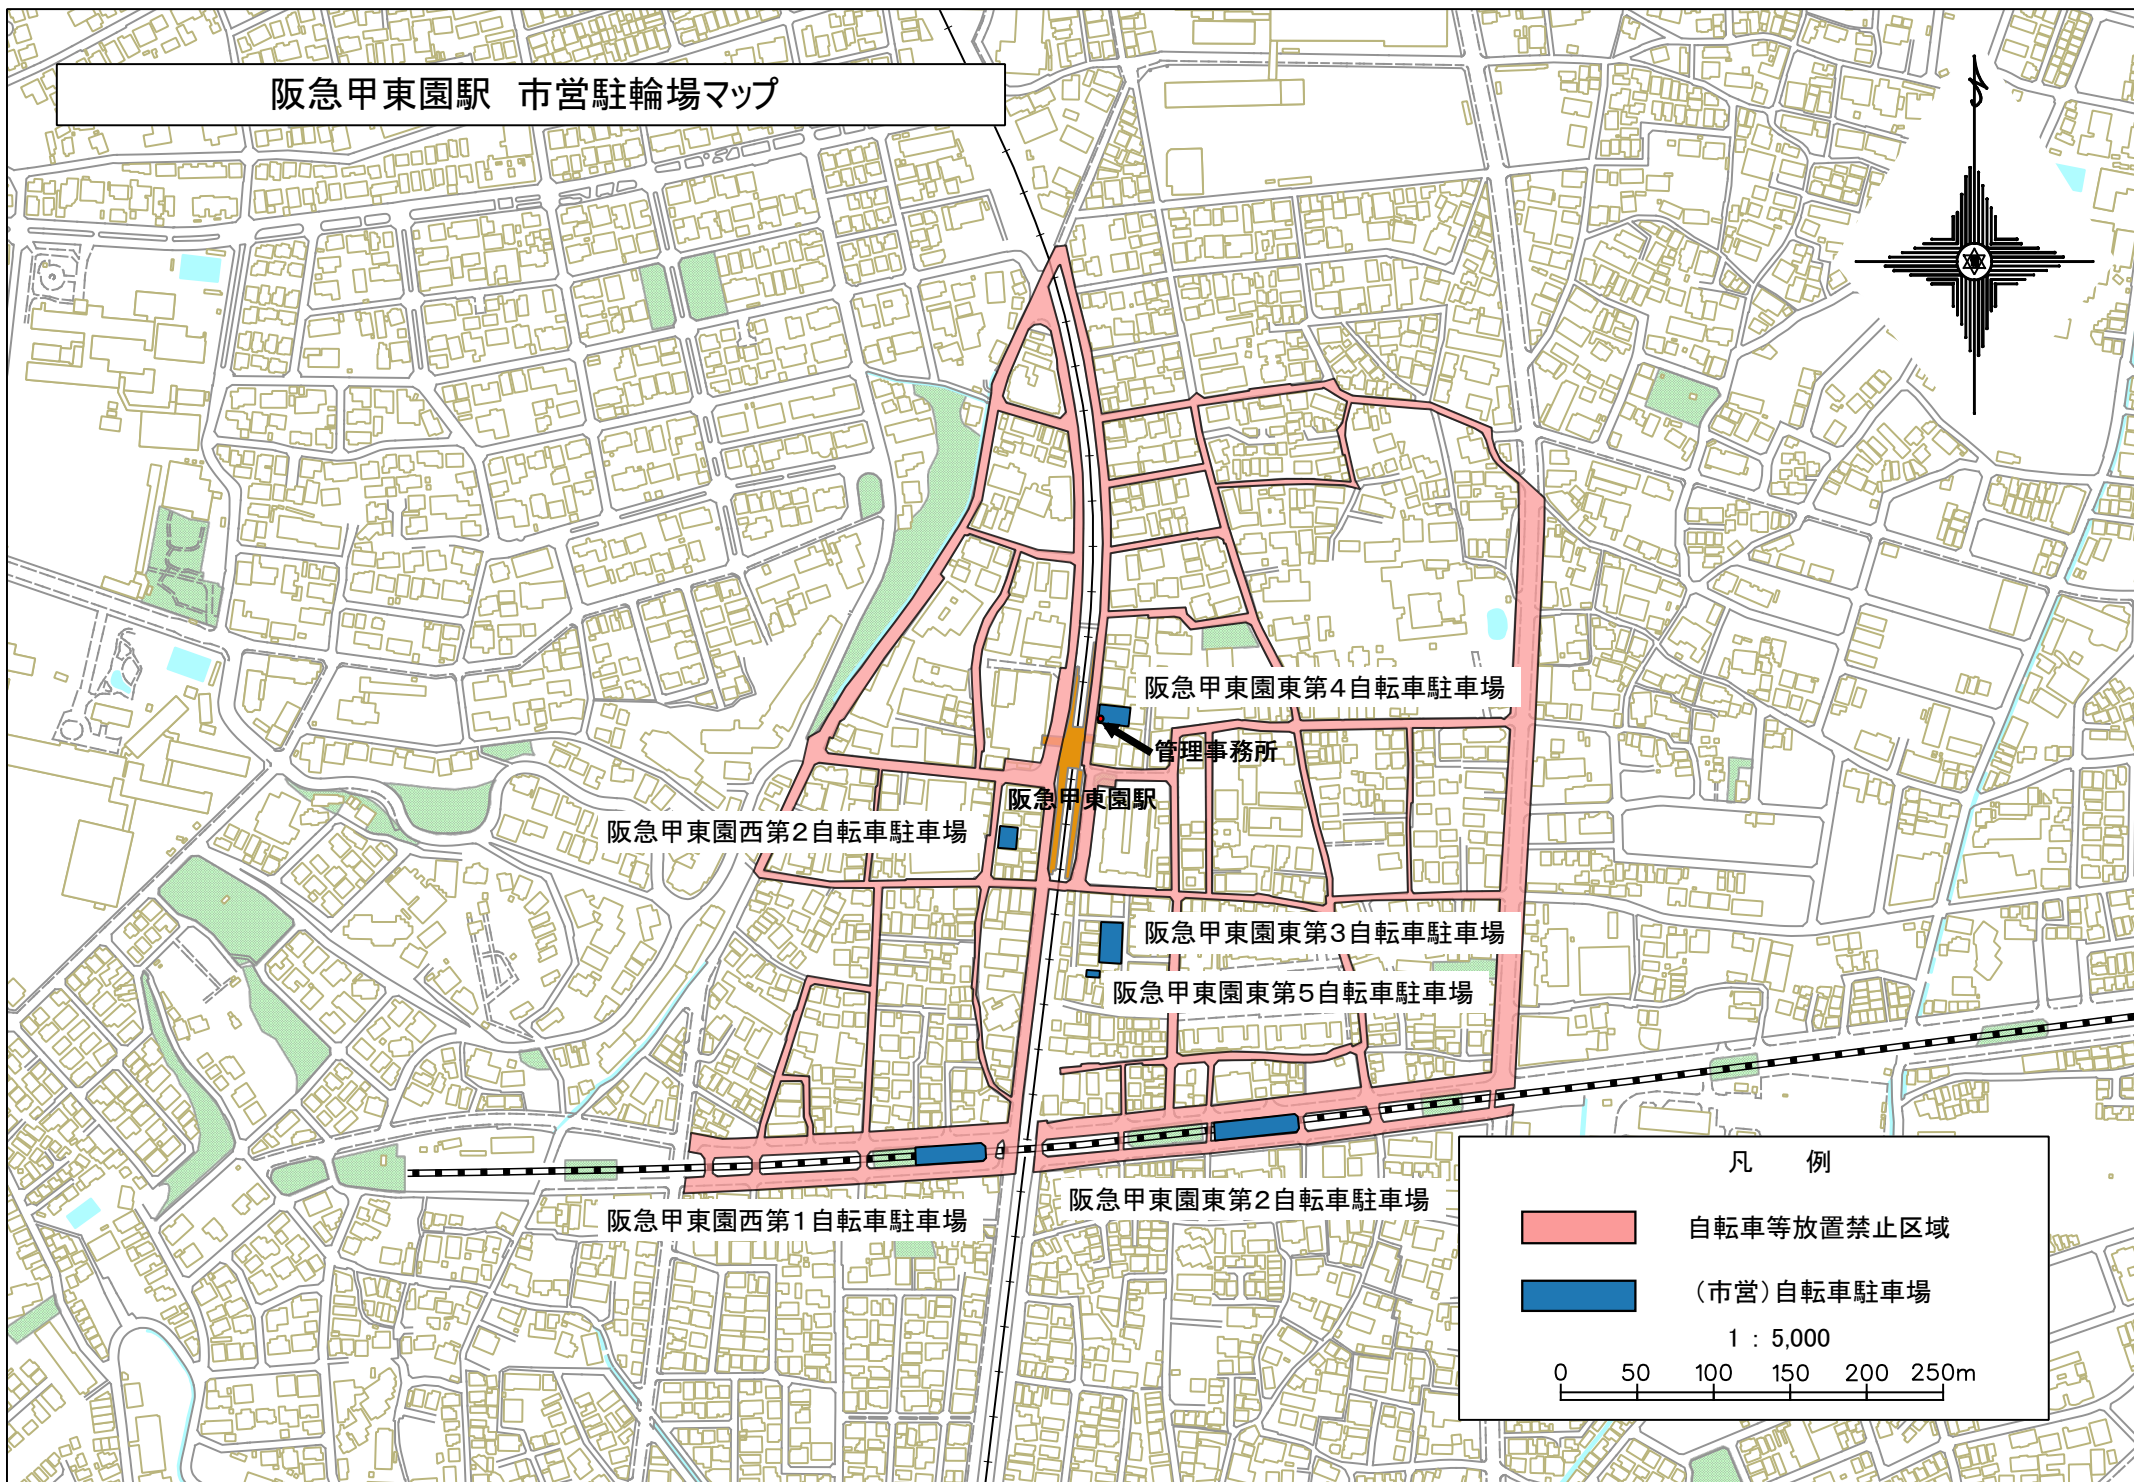 阪急甲東園駅 市営駐輪場マップ
阪急甲東園東第4自転車駐車場
管理事務所
阪急甲東園駅
阪急甲東園西第2自転車駐車場
阪急甲東園東第3自転車駐車場
阪急甲東園東第5自転車駐車場
阪急甲東園東第2自転車駐車場
阪急甲東園西第1自転車駐車場
凡 例
自転車等放置禁止区域
(市営)自転車駐車場
1 : 5,000
0 50 100 150 200 250m